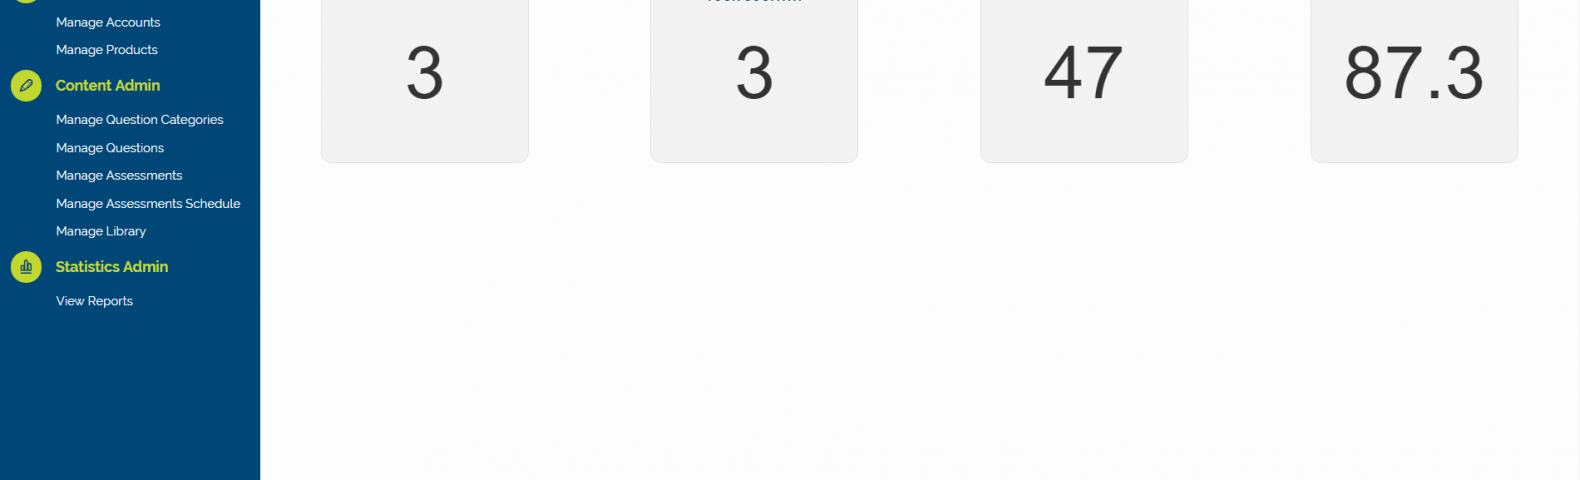 Manage Accounts
Manage Products
Content Admin
Manage Question Categories
Manage Questions
Manage Assessments
Manage Assessments Schedule
Manage Library
Statistics Admin
View Reports
3
3
47
87.3